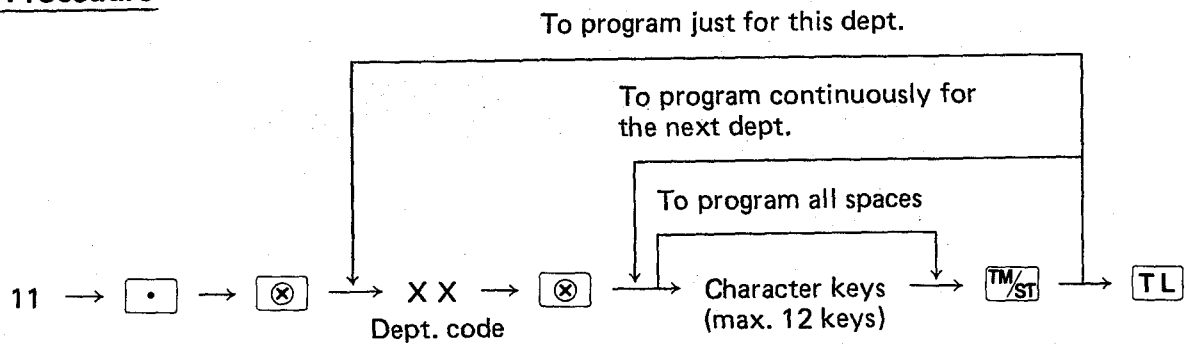 Procedure
To program just for this dept.
To program continuously for
the next dept.
To program all spaces
11 → • → ⊗ → XX → ⊗ → Character keys → TM/ST → TL
Dept. code
(max. 12 keys)